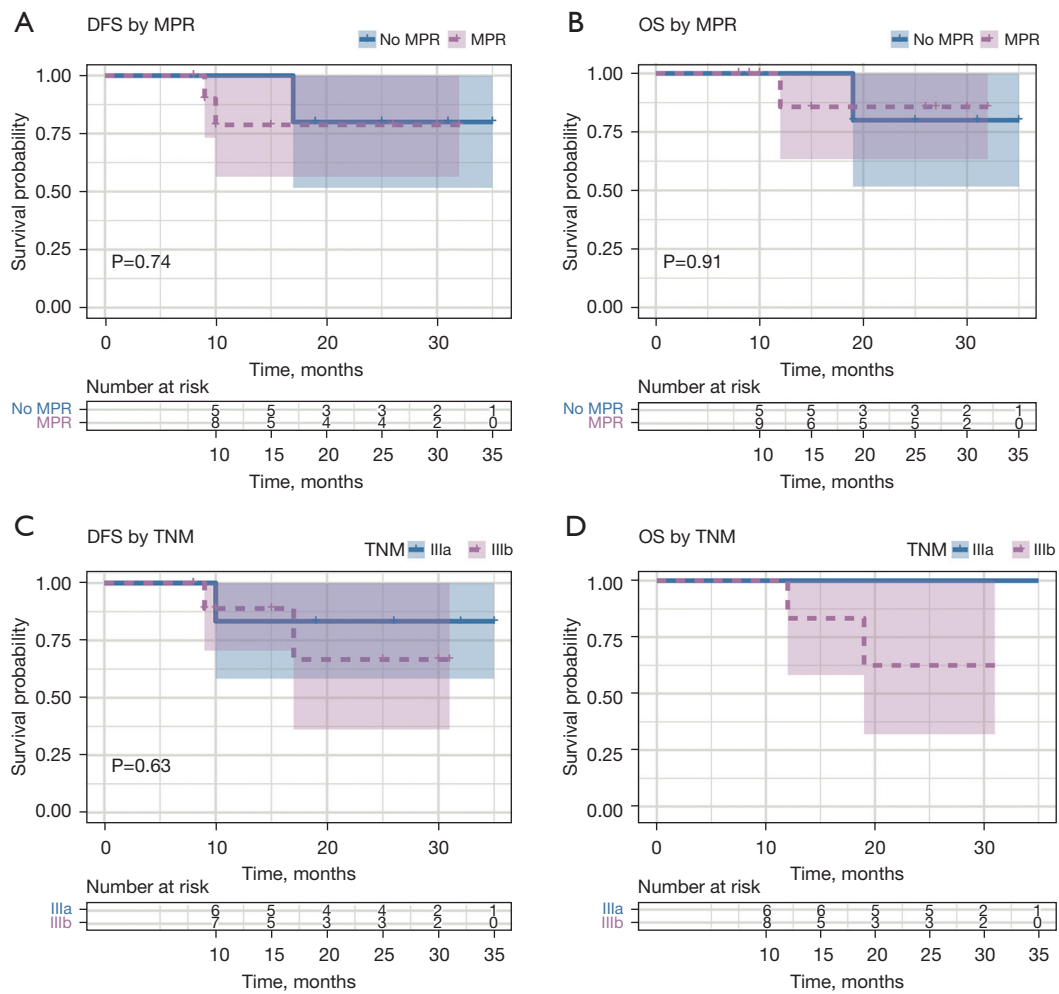 A
DFS by MPR
No MPR MPR
Survival probability
1.00
0.75
0.50
0.25
0.00
P=0.74
0 10 20 30
Time, months
Number at risk
No MPR 5 5 3 3 2 1
MPR 8 5 4 4 2 0
10 15 20 25 30 35
Time, months
B
OS by MPR
No MPR MPR
Survival probability
1.00
0.75
0.50
0.25
0.00
P=0.91
0 10 20 30
Time, months
Number at risk
No MPR 5 5 3 3 2 1
MPR 9 6 5 5 2 0
10 15 20 25 30 35
Time, months
C
DFS by TNM
TNM IIIa IIIb
Survival probability
1.00
0.75
0.50
0.25
0.00
P=0.63
0 10 20 30
Time, months
Number at risk
IIIa 6 5 4 4 2 1
IIIb 7 5 3 3 2 0
10 15 20 25 30 35
Time, months
D
OS by TNM
TNM IIIa IIIb
Survival probability
1.00
0.75
0.50
0.25
0.00
0 10 20 30
Time, months
Number at risk
IIIa 6 6 5 5 2 1
IIIb 8 5 3 3 2 0
10 15 20 25 30 35
Time, months